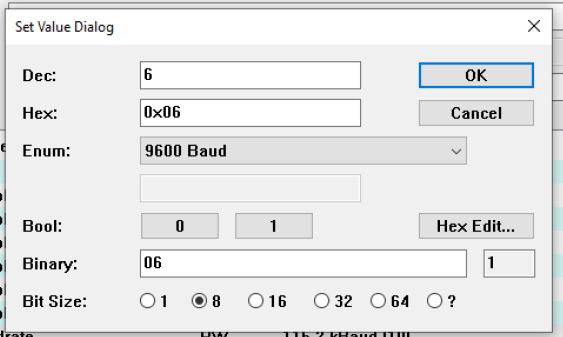 Set Value Dialog
Dec: 6 OK
Hex: 0x06 Cancel
Enum: 9600 Baud
Bool: 0 1 Hex Edit...
Binary: 06 1
Bit Size: 1 8 16 32 64 ?